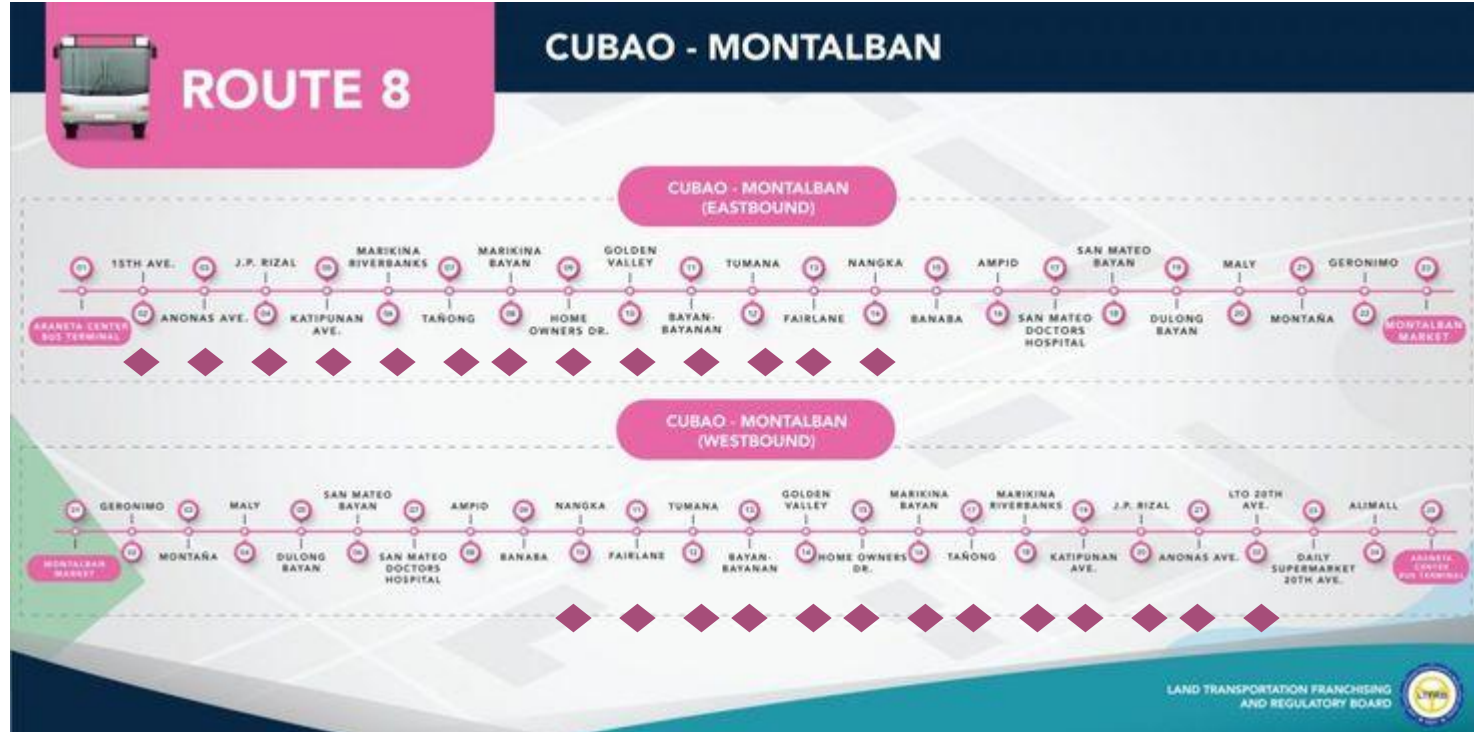 ROUTE 8
CUBAO - MONTALBAN
CUBAO - MONTALBAN
(EASTBOUND)
01
ARANETA CENTER
BUS TERMINAL
15TH AVE.
02
03
ANONAS AVE.
J.P. RIZAL
04
05
KATIPUNAN
AVE.
MARIKINA
RIVERBANKS
06
07
TAÑONG
MARIKINA
BAYAN
08
09
HOME
OWNERS DR.
GOLDEN
VALLEY
10
11
BAYAN-
BAYANAN
TUMANA
12
13
FAIRLANE
NANGKA
14
15
BANABA
AMPID
16
17
SAN MATEO
DOCTORS
HOSPITAL
SAN MATEO
BAYAN
18
19
DULONG
BAYAN
MALY
20
21
MONTAÑA
GERONIMO
22
23
MONTALBAN
MARKET
CUBAO - MONTALBAN
(WESTBOUND)
01
MONTALBAN
MARKET
GERONIMO
02
03
MONTAÑA
MALY
04
05
DULONG
BAYAN
SAN MATEO
BAYAN
06
07
SAN MATEO
DOCTORS
HOSPITAL
AMPID
08
09
BANABA
NANGKA
10
11
FAIRLANE
TUMANA
12
13
BAYAN-
BAYANAN
GOLDEN
VALLEY
14
15
HOME OWNERS
DR.
MARIKINA
BAYAN
16
17
TAÑONG
MARIKINA
RIVERBANKS
18
19
KATIPUNAN
AVE.
J.P. RIZAL
20
21
ANONAS AVE.
LTO 20TH
AVE.
22
23
DAILY
SUPERMARKET
20TH AVE.
ALIMALL
24
25
ARANETA
CENTER
BUS TERMINAL
LAND TRANSPORTATION FRANCHISING
AND REGULATORY BOARD
LTFRB